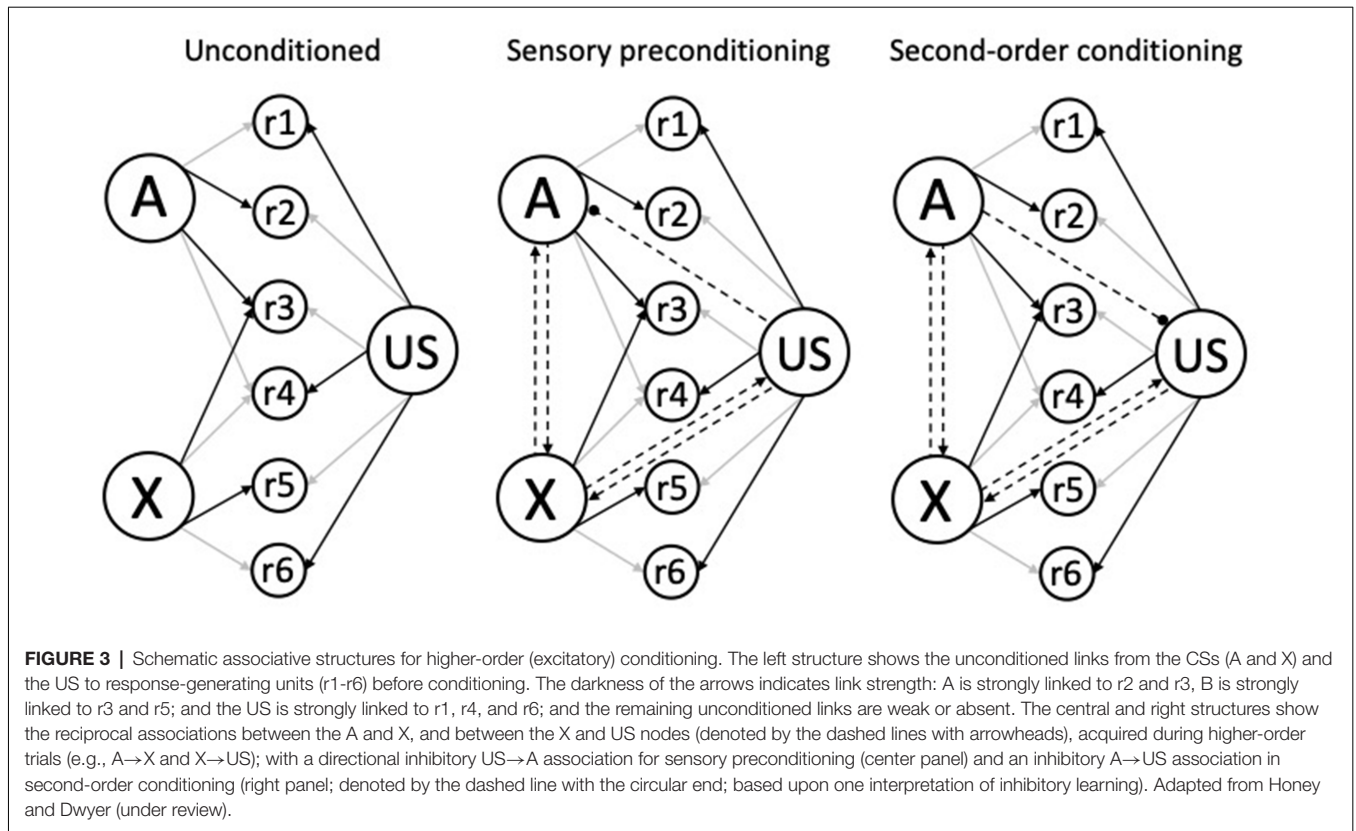 Unconditioned
Sensory preconditioning
Second-order conditioning
A
X
US
r1
r2
r3
r4
r5
r6
A
X
US
r1
r2
r3
r4
r5
r6
A
X
US
r1
r2
r3
r4
r5
r6
FIGURE 3 | Schematic associative structures for higher-order (excitatory) conditioning. The left structure shows the unconditioned links from the CSs (A and X) and
the US to response-generating units (r1-r6) before conditioning. The darkness of the arrows indicates link strength: A is strongly linked to r2 and r3, B is strongly
linked to r3 and r5; and the US is strongly linked to r1, r4, and r6; and the remaining unconditioned links are weak or absent. The central and right structures show
the reciprocal associations between the A and X, and between the X and US nodes (denoted by the dashed lines with arrowheads), acquired during higher-order
trials (e.g., A→X and X→US); with a directional inhibitory US→A association for sensory preconditioning (center panel) and an inhibitory A→US association in
second-order conditioning (right panel; denoted by the dashed line with the circular end; based upon one interpretation of inhibitory learning). Adapted from Honey
and Dwyer (under review).